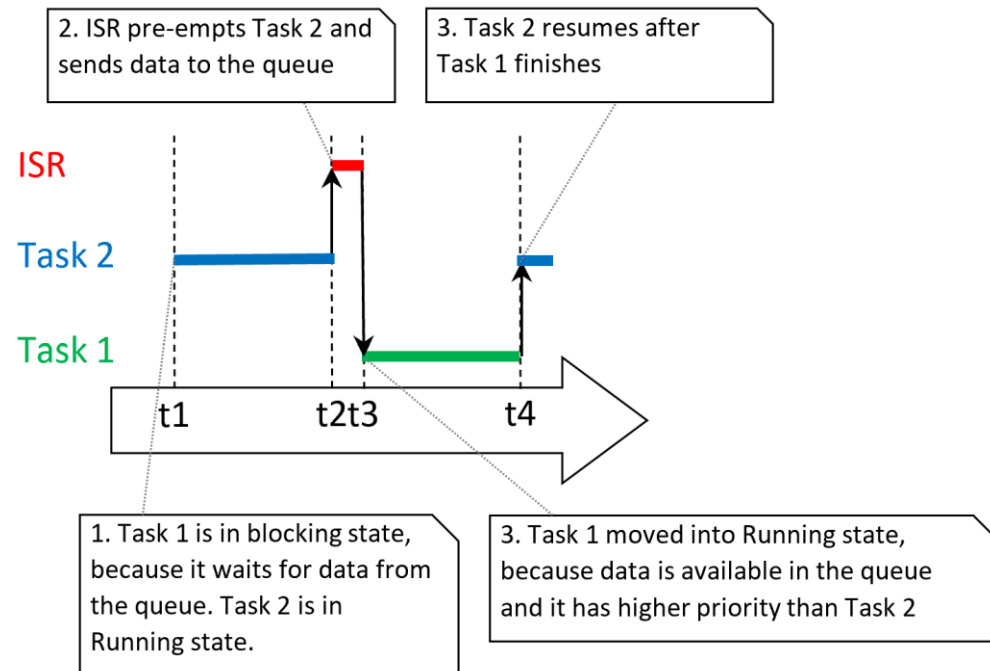 2. ISR pre-empts Task 2 and
sends data to the queue
3. Task 2 resumes after
Task 1 finishes
ISR
Task 2
Task 1
t1
t2t3
t4
1. Task 1 is in blocking state,
because it waits for data from
the queue. Task 2 is in
Running state.
3. Task 1 moved into Running state,
because data is available in the queue
and it has higher priority than Task 2